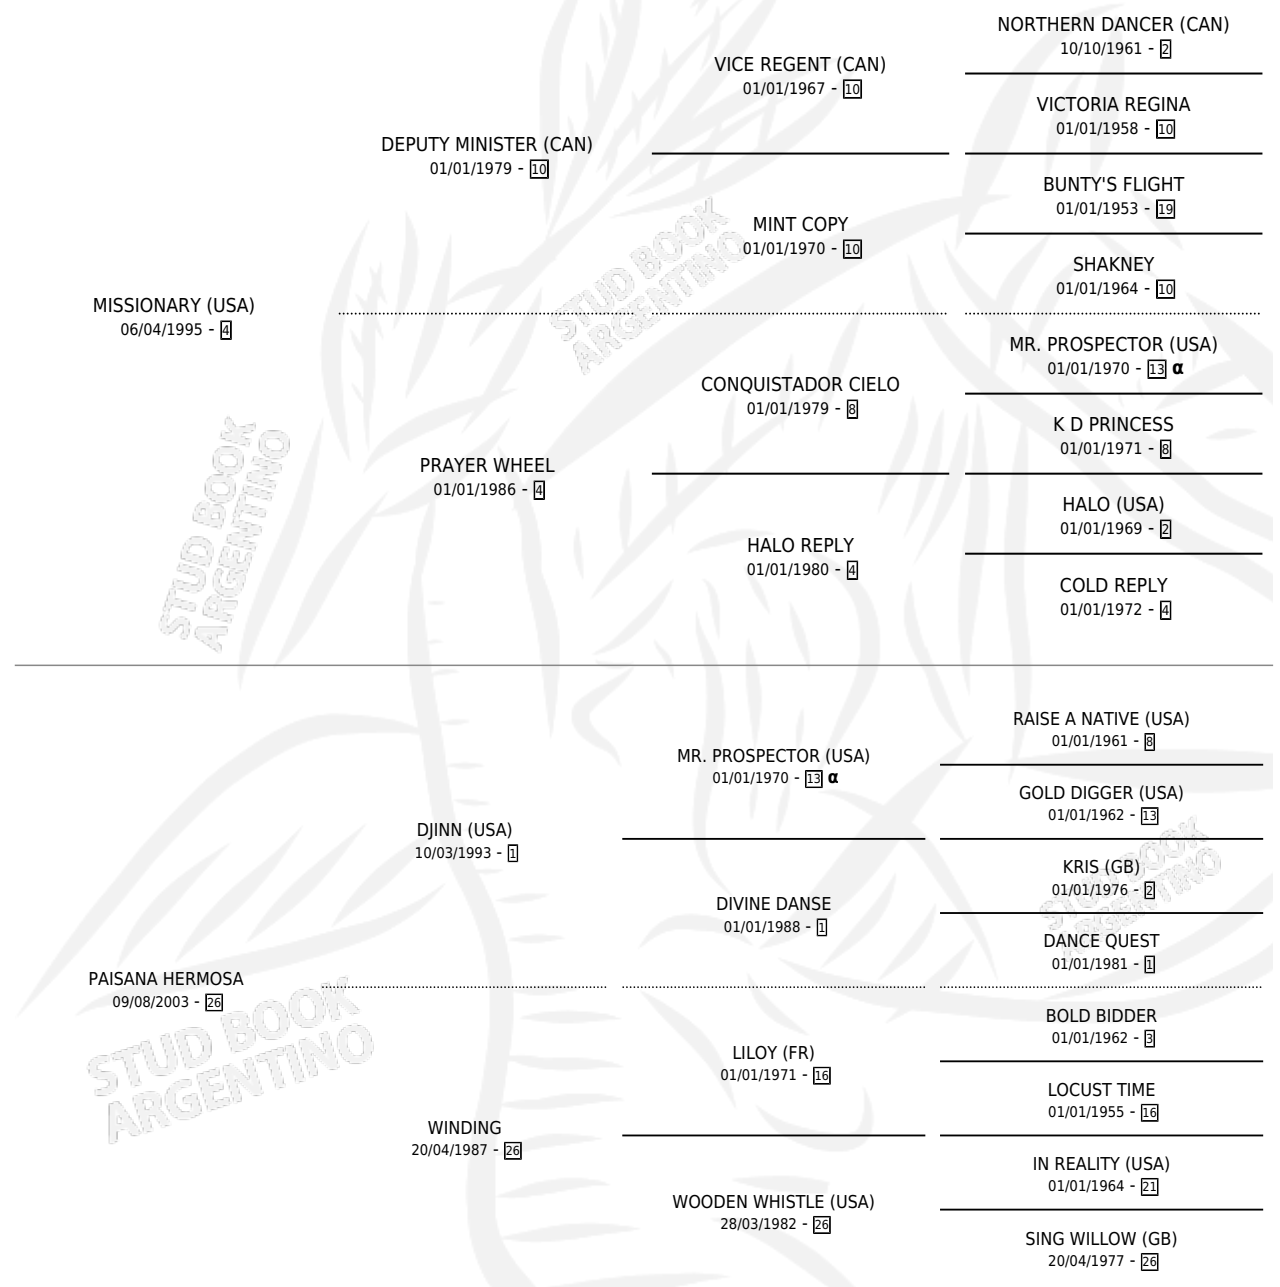 NORTHERN DANCER (CAN)
10/10/1961 - 2
VICE REGENT (CAN)
01/01/1967 - 10
VICTORIA REGINA
01/01/1958 - 10
DEPUTY MINISTER (CAN)
01/01/1979 - 10
BUNTY'S FLIGHT
01/01/1953 - 19
MINT COPY
01/01/1970 - 10
SHAKNEY
01/01/1964 - 10
MISSIONARY (USA)
06/04/1995 - 4
MR. PROSPECTOR (USA)
01/01/1970 - 13 α
CONQUISTADOR CIELO
01/01/1979 - 8
K D PRINCESS
01/01/1971 - 8
PRAYER WHEEL
01/01/1986 - 4
HALO (USA)
01/01/1969 - 2
HALO REPLY
01/01/1980 - 4
COLD REPLY
01/01/1972 - 4
RAISE A NATIVE (USA)
01/01/1961 - 8
MR. PROSPECTOR (USA)
01/01/1970 - 13 α
GOLD DIGGER (USA)
01/01/1962 - 13
DJINN (USA)
10/03/1993 - 1
KRIS (GB)
01/01/1976 - 2
DIVINE DANSE
01/01/1988 - 1
DANCE QUEST
01/01/1981 - 1
PAISANA HERMOSA
09/08/2003 - 26
BOLD BIDDER
01/01/1962 - 3
LILOY (FR)
01/01/1971 - 16
LOCUST TIME
01/01/1955 - 16
WINDING
20/04/1987 - 26
IN REALITY (USA)
01/01/1964 - 21
WOODEN WHISTLE (USA)
28/03/1982 - 26
SING WILLOW (GB)
20/04/1977 - 26
STUD BOOK
ARGENTINO
STUD BOOK
ARGENTINO
STUD BOOK
ARGENTINO
STUD BOOK
ARGENTINO